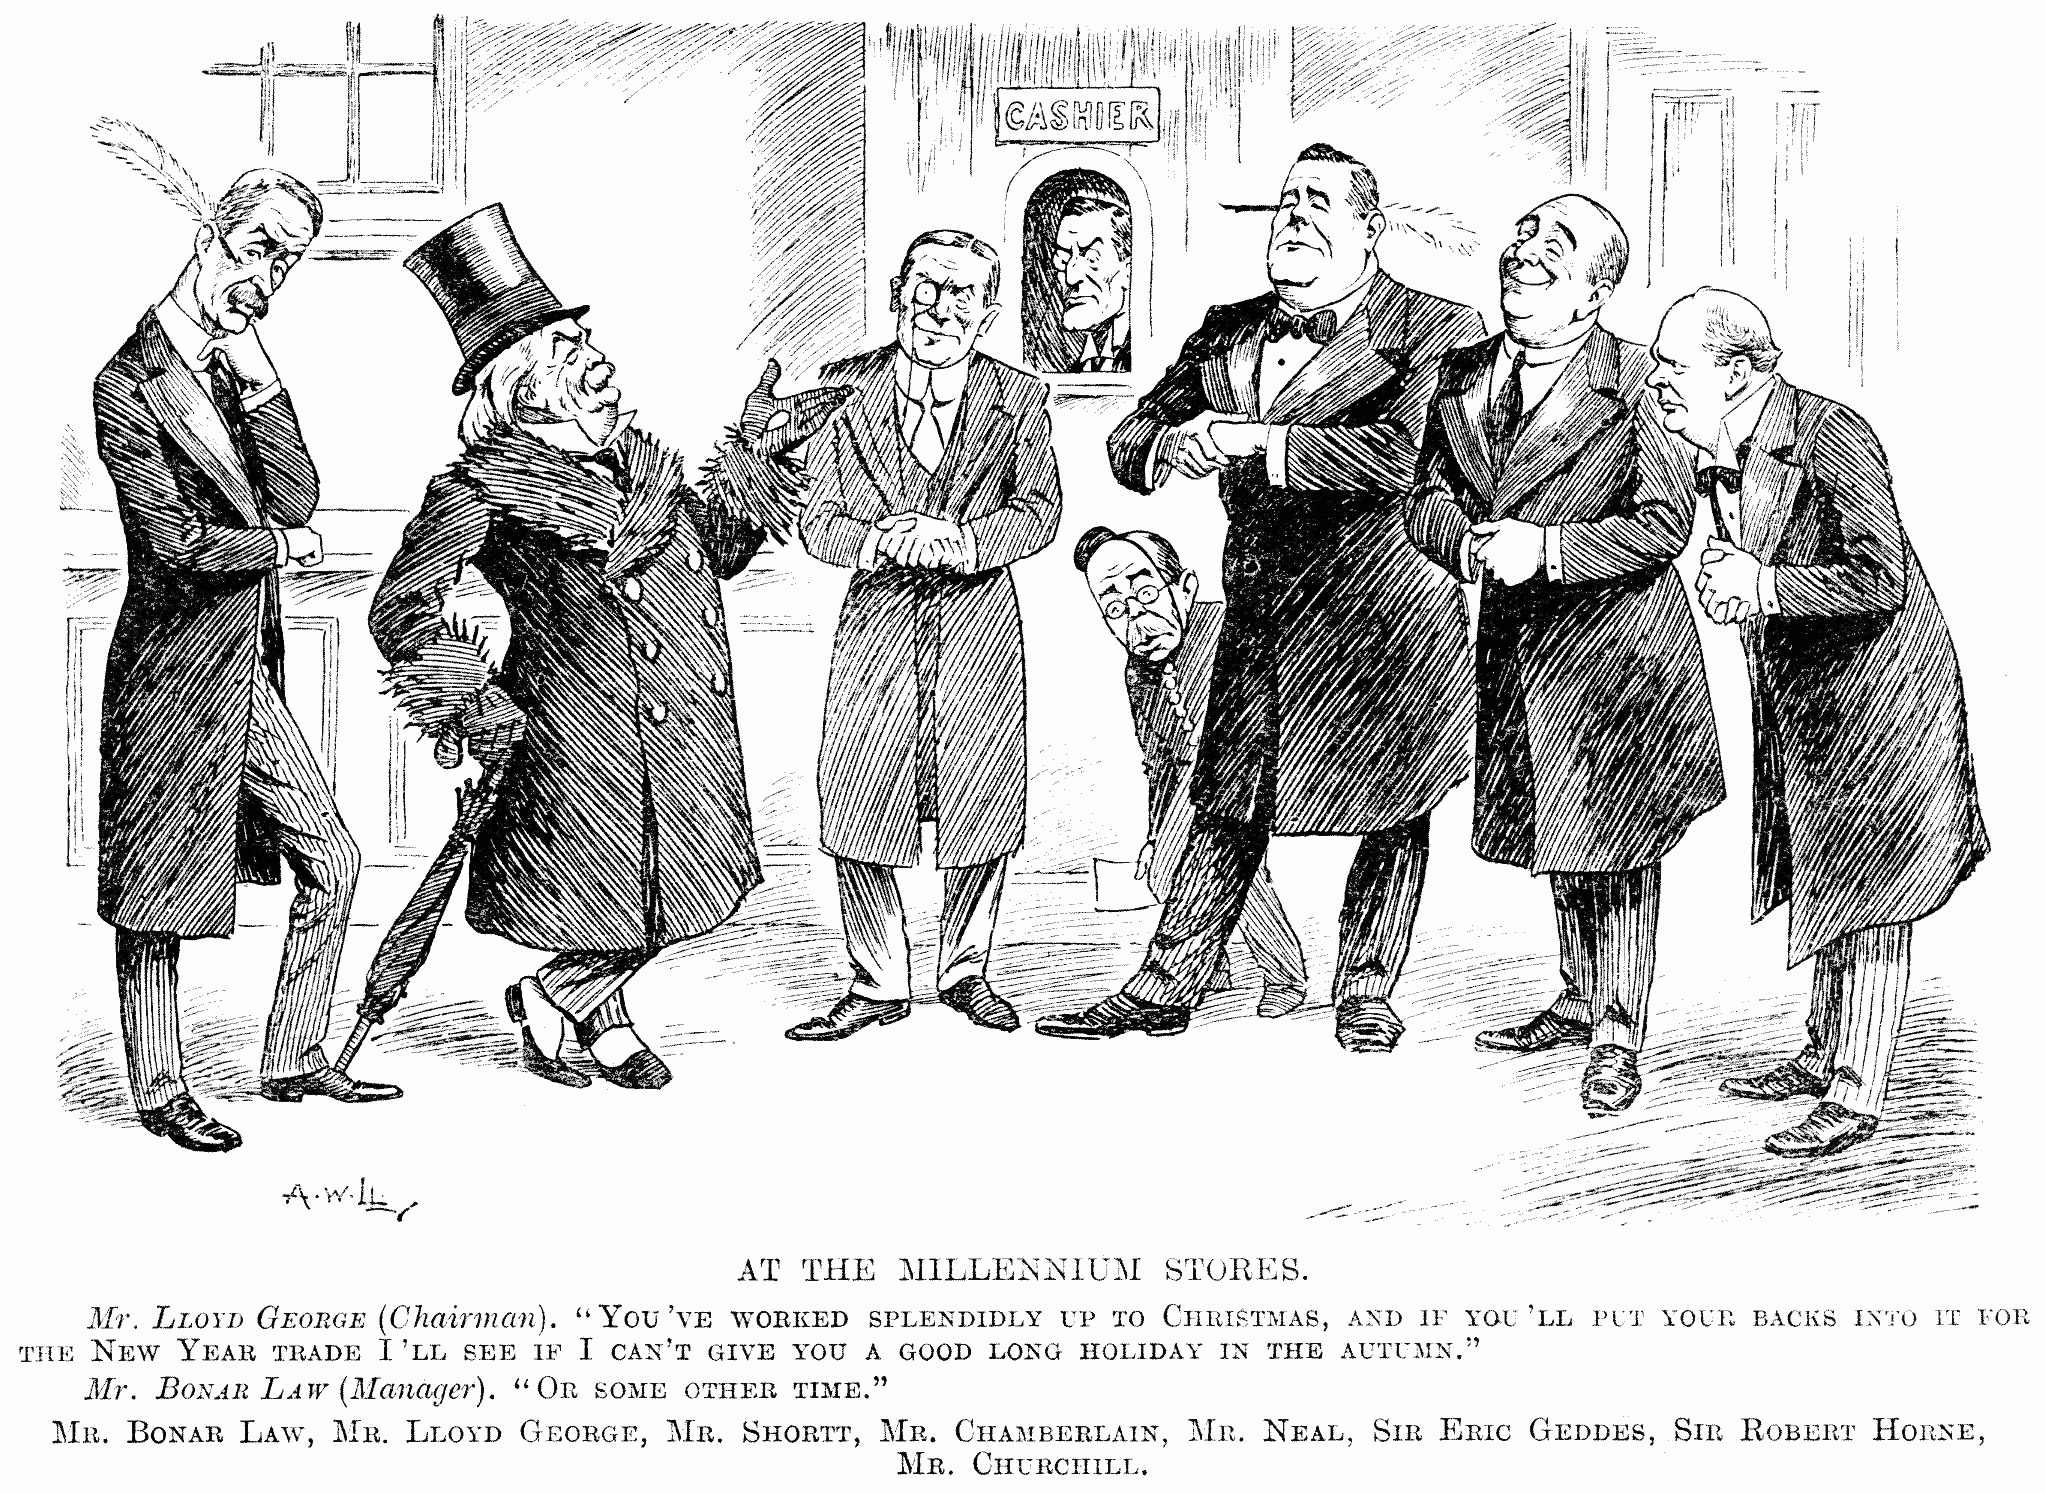 CASHIER
A.W.LL.
AT THE MILLENNIUM STORES.
Mr. LLOYD GEORGE (Chairman). "YOU'VE WORKED SPLENDIDLY UP TO CHRISTMAS, AND IF YOU'LL PUT YOUR BACKS INTO IT FOR
THE NEW YEAR TRADE I'LL SEE IF I CAN'T GIVE YOU A GOOD LONG HOLIDAY IN THE AUTUMN."
Mr. BONAR LAW (Manager). "OR SOME OTHER TIME."
MR. BONAR LAW, MR. LLOYD GEORGE, MR. SHORTT, MR. CHAMBERLAIN, MR. NEAL, SIR ERIC GEDDES, SIR ROBERT HORNE,
MR. CHURCHILL.